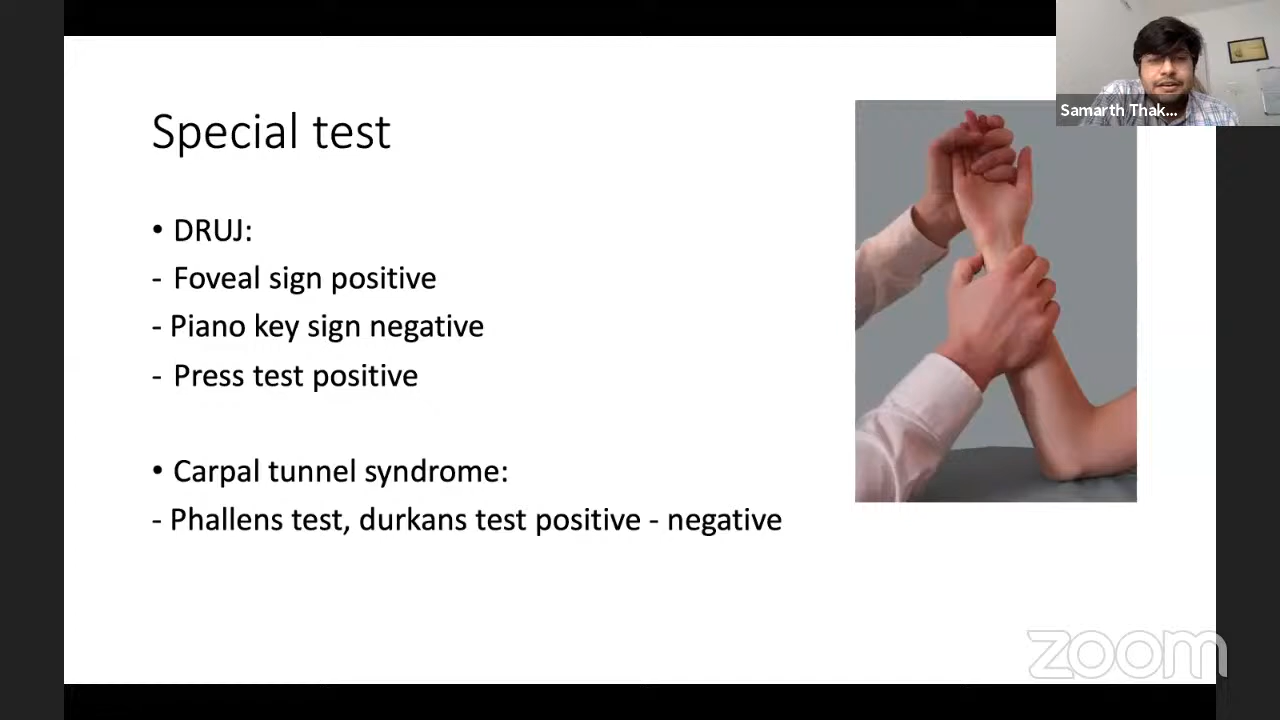 Samarth Thak...
Special test
• DRUJ:
- Foveal sign positive
- Piano key sign negative
- Press test positive
• Carpal tunnel syndrome:
- Phallens test, durkans test positive - negative
zoom